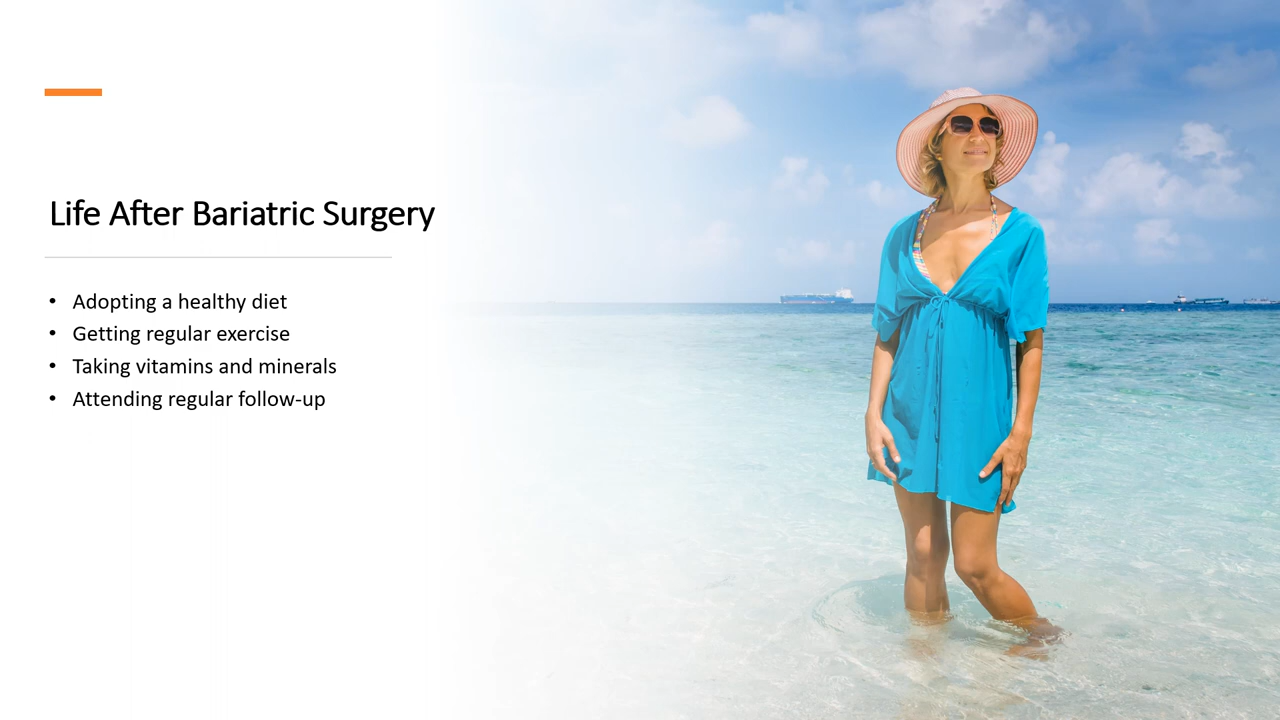 Life After Bariatric Surgery
• Adopting a healthy diet
• Getting regular exercise
• Taking vitamins and minerals
• Attending regular follow-up